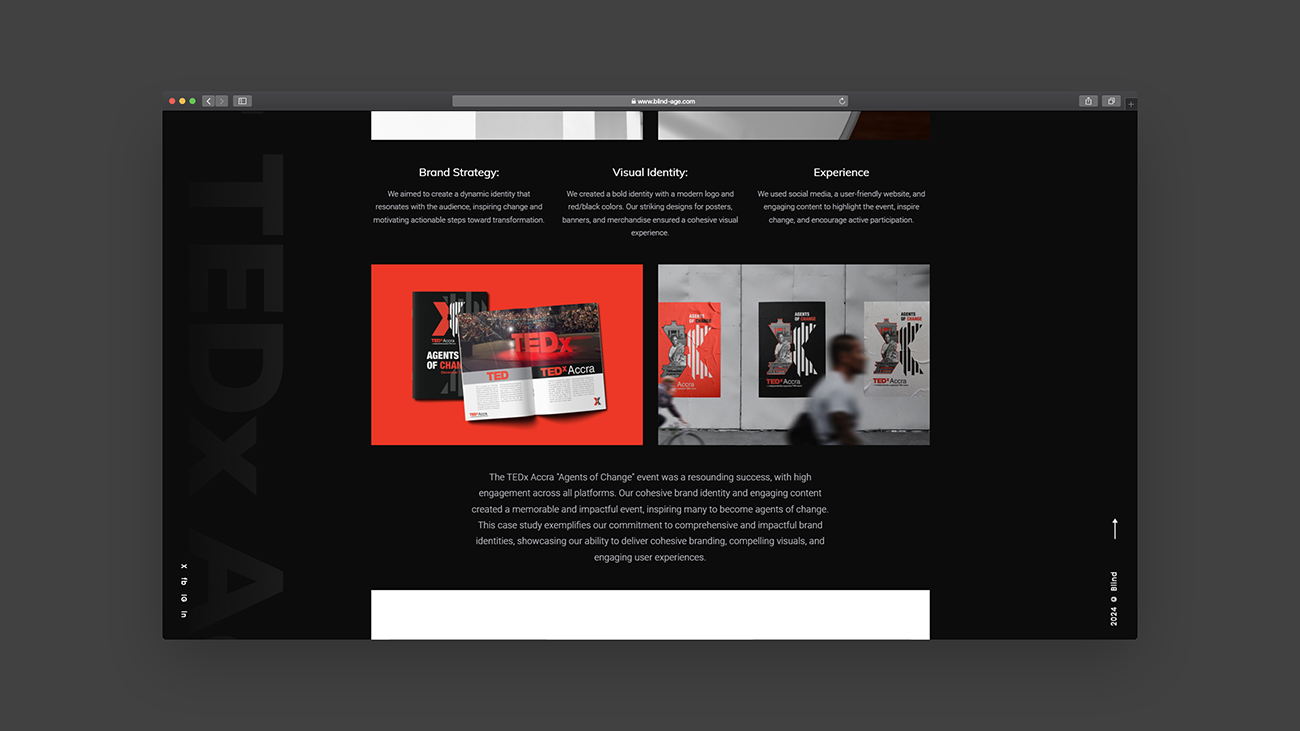 www.blind-age.com
TEDx A
Brand Strategy:
We aimed to create a dynamic identity that
resonates with the audience, inspiring change and
motivating actionable steps toward transformation.
Visual Identity:
We created a bold identity with a modern logo and
red/black colors. Our striking designs for posters,
banners, and merchandise ensured a cohesive visual
experience.
Experience
We used social media, a user-friendly website, and
engaging content to highlight the event, inspire
change, and encourage active participation.
X
TEDx Accra
AGENTS
OF CHAN
TEDx
TED
TEDx Accra
TEDx Accra
X
AGENTS
OF CHANGE
Accra
AGENTS
OF CHANGE
TEDx Accra
AGENTS
OF CHANGE
TEDx Accra
The TEDx Accra "Agents of Change" event was a resounding success, with high
engagement across all platforms. Our cohesive brand identity and engaging content
created a memorable and impactful event, inspiring many to become agents of change.
This case study exemplifies our commitment to comprehensive and impactful brand
identities, showcasing our ability to deliver cohesive branding, compelling visuals, and
engaging user experiences.
X fb IG in
2024 © Blind